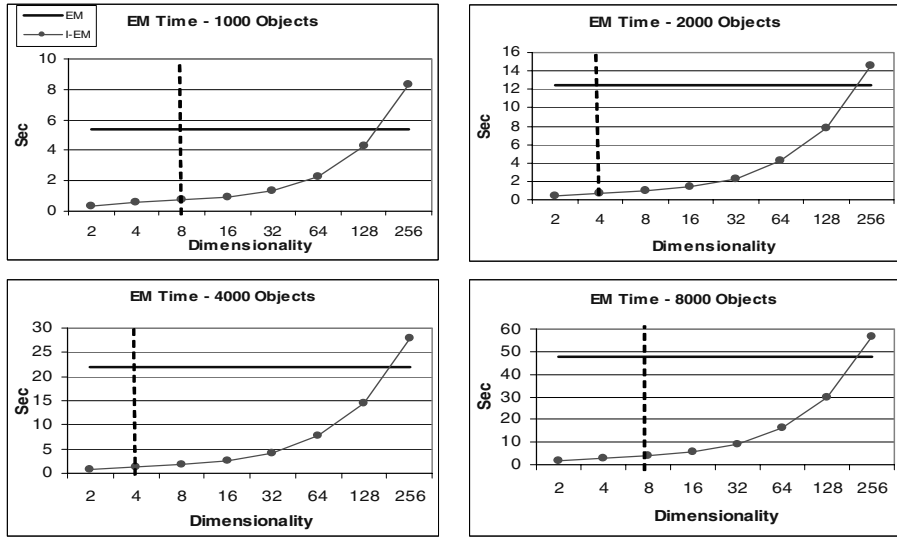 EM
I-EM
EM Time - 1000 Objects
10
8
6
4
2
0
Sec
2 4 8 16 32 64 128 256
Dimensionality
EM Time - 2000 Objects
16
14
12
10
8
6
4
2
0
Sec
2 4 8 16 32 64 128 256
Dimensionality
EM Time - 4000 Objects
30
25
20
15
10
5
0
Sec
2 4 8 16 32 64 128 256
Dimensionality
EM Time - 8000 Objects
60
50
40
30
20
10
0
Sec
2 4 8 16 32 64 128 256
Dimensionality